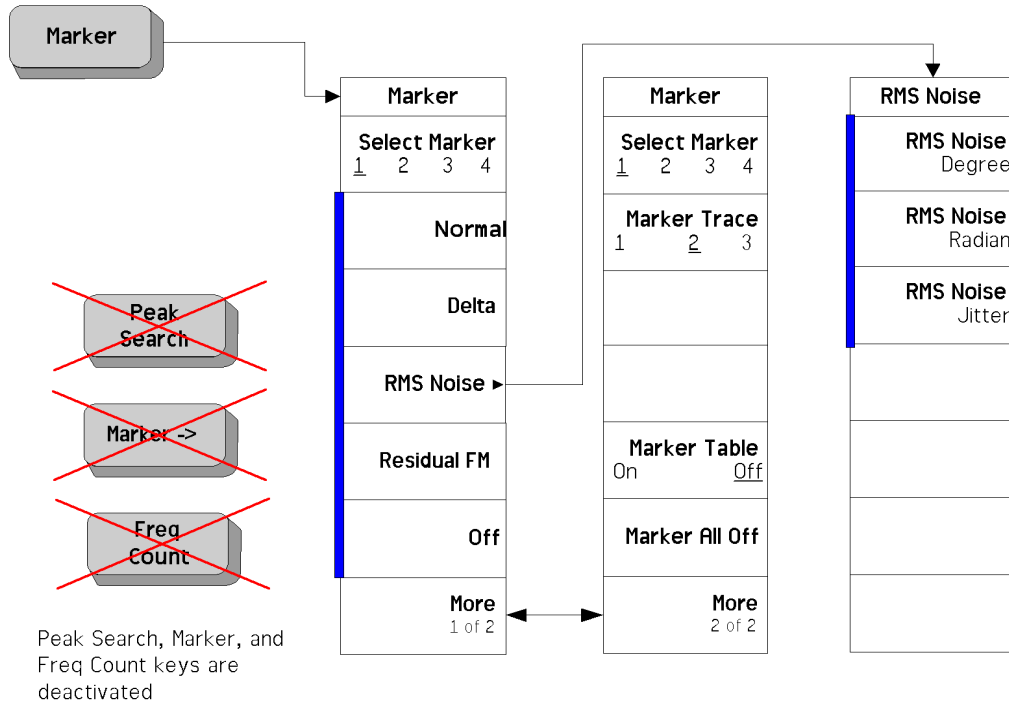 Marker
Marker
Select Marker
1 2 3 4
Normal
Delta
RMS Noise
Residual FM
Off
More
1 of 2
Marker
Select Marker
1 2 3 4
Marker Trace
1 2 3
Marker Table
On Off
Marker All Off
More
2 of 2
RMS Noise
RMS Noise
Degree
RMS Noise
Radian
RMS Noise
Jitter
Peak
Search
Marker ->
Freq
Count
Peak Search, Marker, and
Freq Count keys are
deactivated